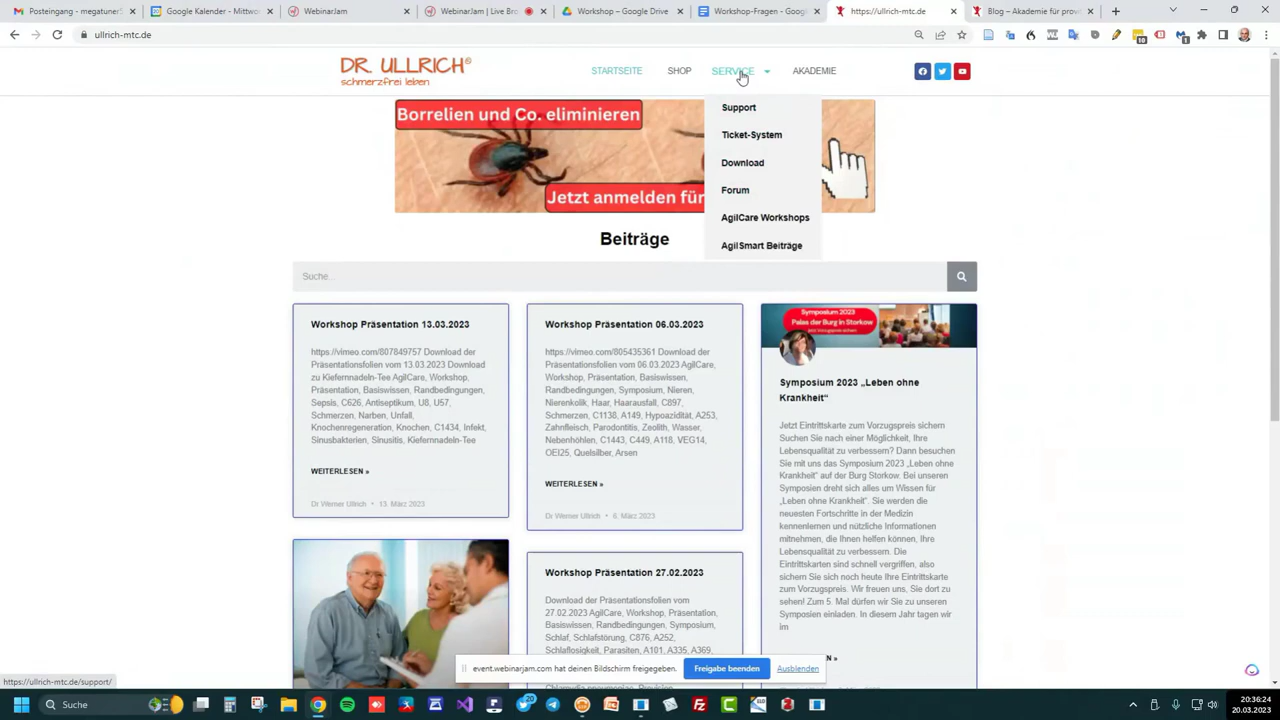 Posteingang - megatuner5
Google Kalender - Mittwoc
WebinarJam
WebinarJam | Live Bro
Workshop – Google Drive
Workshop-Fragen - Google
https://ullrich-mtc.de
Blog – Akademie für provi
ullrich-mtc.de
DR. ULLRICH®
schmerzfrei leben
STARTSEITE
SHOP
SERVICE
AKADEMIE
Support
Ticket-System
Download
Forum
AgilCare Workshops
AgilSmart Beiträge
Borrelien und Co. eliminieren
Jetzt anmelden für
Beiträge
Suche...
Workshop Präsentation 13.03.2023
https://vimeo.com/807849757 Download der
Präsentationsfolien vom 13.03.2023 Download
zu Kiefernnadeln-Tee AgilCare, Workshop,
Präsentation, Basiswissen, Randbedingungen,
Sepsis, C626, Antiseptikum, U8, U57,
Schmerzen, Narben, Unfall,
Knochenregeneration, Knochen, C1434, Infekt,
Sinusbakterien, Sinusitis, Kiefernnadeln-Tee
WEITERLESEN »
Dr Werner Ullrich • 13. März 2023
Workshop Präsentation 06.03.2023
https://vimeo.com/805435361 Download der
Präsentationsfolien vom 06.03.2023 AgilCare,
Workshop, Präsentation, Basiswissen,
Randbedingungen, Symposium, Nieren,
Nierenkolik, Haar, Haarausfall, C897,
Schmerzen, C1138, A149, Hypoazidität, A253,
Zahnfleisch, Parodontitis, Zeolith, Wasser,
Nebenhöhlen, C1443, C449, A118, VEG14,
OEI25, Quelsilber, Arsen
WEITERLESEN »
Dr Werner Ullrich • 6. März 2023
Symposium 2023
Palas der Burg in Storkow
Symposium 2023 „Leben ohne
Krankheit“
Jetzt Eintrittskarte zum Vorzugspreis sichern
Suchen Sie nach einer Möglichkeit, Ihre
Lebensqualität zu verbessern? Dann besuchen
Sie mit uns das Symposium 2023 „Leben ohne
Krankheit“ auf der Burg Storkow. Bei unseren
Symposien dreht sich alles um Wissen für
„Leben ohne Krankheit“. Sie werden die
neuesten Fortschritte in der Medizin
kennenlernen und nützliche Informationen
mitnehmen, die Ihnen helfen können, Ihre
Lebensqualität zu verbessern. Die
Eintrittskarten sind schnell vergriffen, also
sichern Sie sich noch heute Ihre Eintrittskarte
zum Vorzugspreis. Wir freuen uns, Sie dort zu
sehen! Zum 5. Mal dürfen wir Sie zu unseren
Symposien einladen. In diesem Jahr tagen wir
im
N »
Workshop Präsentation 27.02.2023
Download der Präsentationsfolien vom
27.02.2023 AgilCare, Workshop, Präsentation,
Basiswissen, Randbedingungen, Symposium,
Schlaf, Schlafstörung, C876, A252,
Schlaflosigkeit, Parasiten, A101, A335, A369,
event.webinarjam.com hat deinen Bildschirm freigegeben.
Freigabe beenden
Ausblenden
https://ullrich-mtc.de/support
Suche
20:36:24
20.03.2023